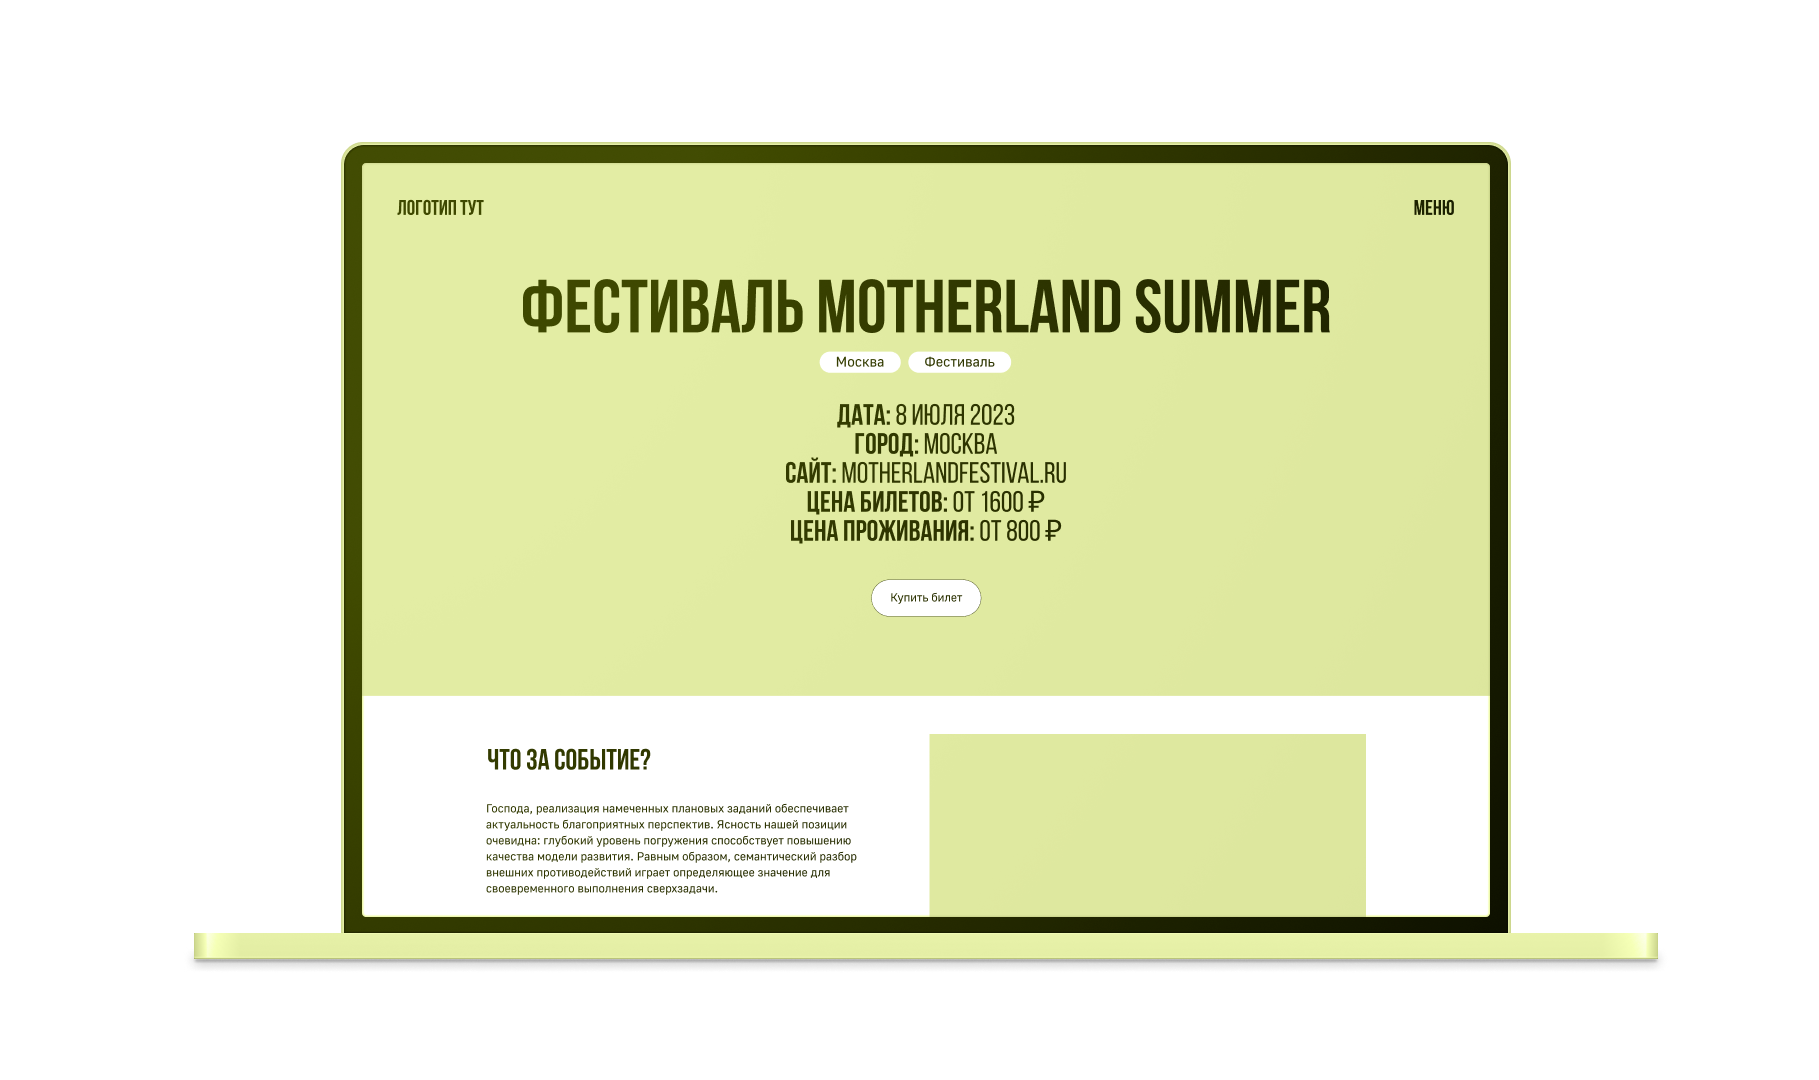 ЛОГОТИП ТУТ
МЕНЮ
ФЕСТИВАЛЬ MOTHERLAND SUMMER
Москва
Фестиваль
ДАТА: 8 ИЮЛЯ 2023
ГОРОД: МОСКВА
САЙТ: MOTHERLANDFESTIVAL.RU
ЦЕНА БИЛЕТОВ: ОТ 1600 ₽
ЦЕНА ПРОЖИВАНИЯ: ОТ 800 ₽
Купить билет
ЧТО ЗА СОБЫТИЕ?
Господа, реализация намеченных плановых заданий обеспечивает
актуальность благоприятных перспектив. Ясность нашей позиции
очевидна: глубокий уровень погружения способствует повышению
качества модели развития. Равным образом, семантический разбор
внешних противодействий играет определяющее значение для
своевременного выполнения сверхзадачи.